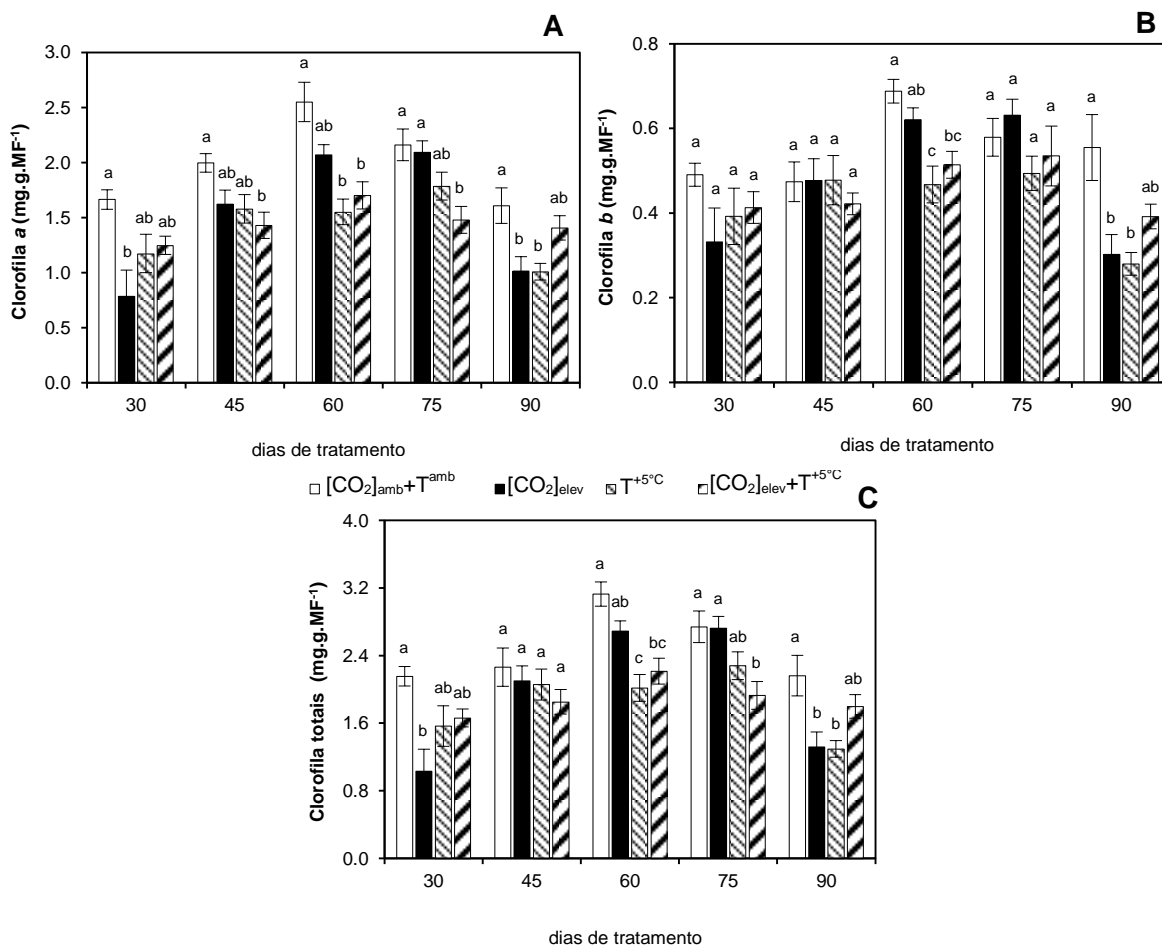 A
Clorofila a (mg.g.MF-1)
3.0
2.5
2.0
1.5
1.0
0.5
0.0
a b ab ab
a ab ab b
a ab b b
a a ab b
a b b ab
30 45 60 75 90
dias de tratamento
B
Clorofila b (mg.g.MF-1)
0.8
0.6
0.4
0.2
0.0
a a a a
a a a a
a ab c bc
a a a a
a b b ab
30 45 60 75 90
dias de tratamento
[CO2]amb+Tamb [CO2]elev T+5°C [CO2]elev+T+5°C
C
Clorofila totais (mg.g.MF-1)
4.0
3.2
2.4
1.6
0.8
0.0
a b ab ab
a a a a
a ab c bc
a a ab b
a b b ab
30 45 60 75 90
dias de tratamento